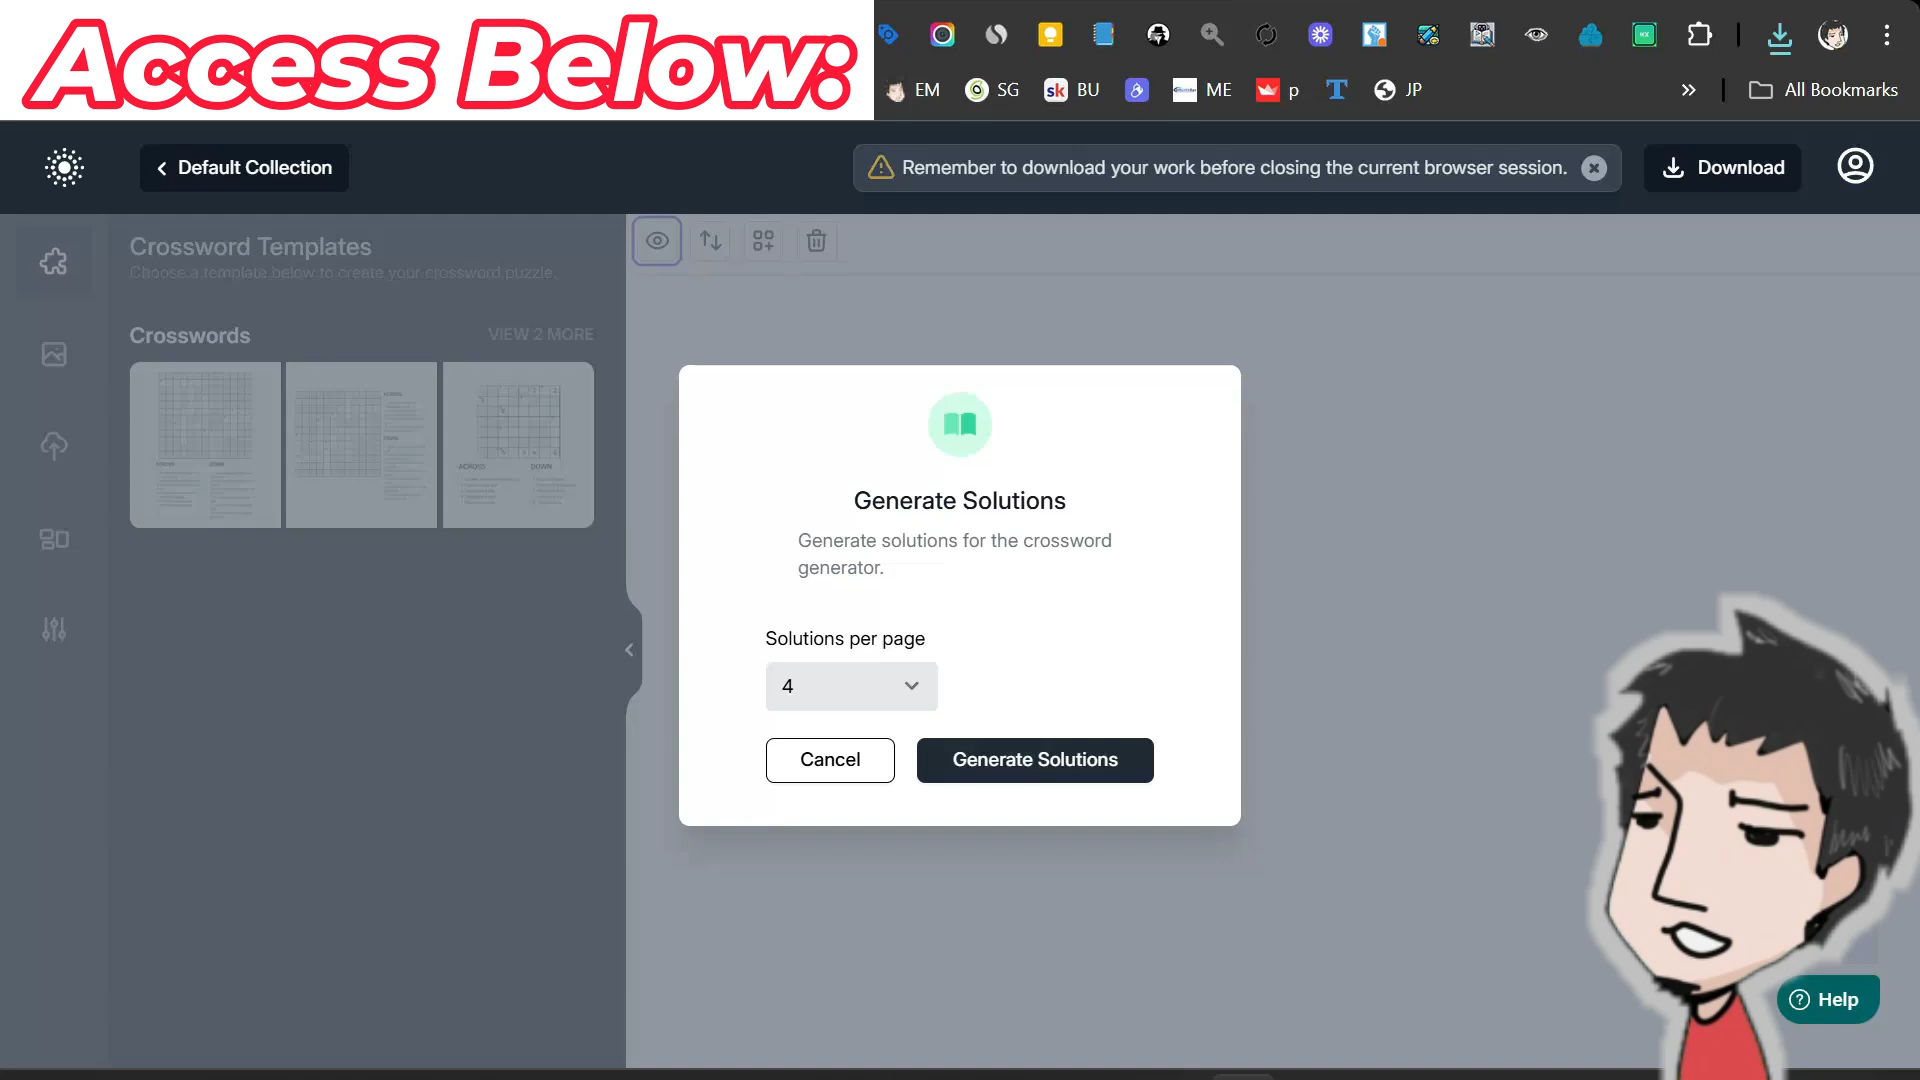 Access Below:
EM
SG
sk BU
ME
p
T
JP
All Bookmarks
Default Collection
Remember to download your work before closing the current browser session.
Download
Crossword Templates
Choose a template below to create your crossword puzzle.
Crosswords
VIEW 2 MORE
ACROSS
DOWN
Generate Solutions
Generate solutions for the crossword
generator.
Solutions per page
4
Cancel
Generate Solutions
Help